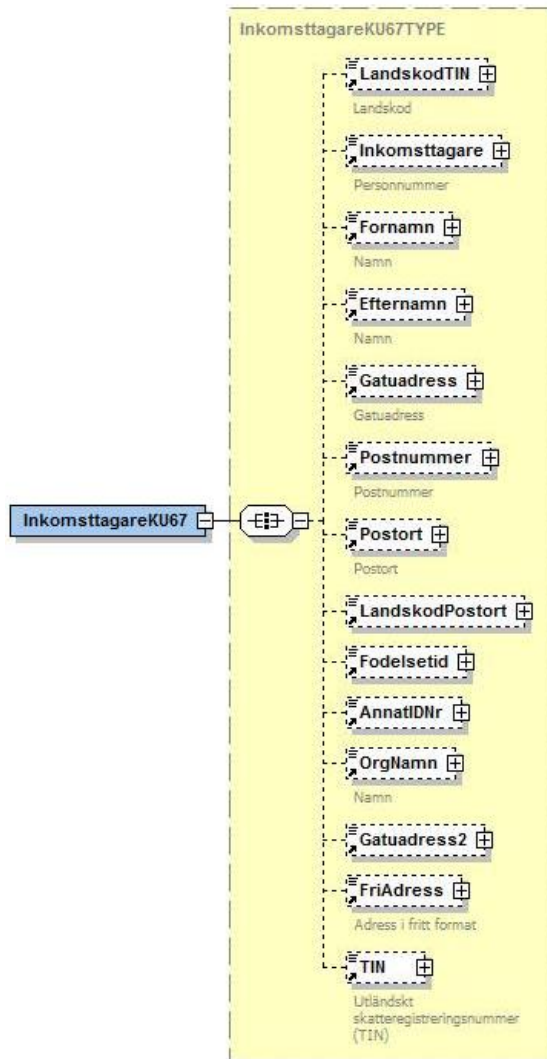 InkomsttagareKU67TYPE
LandskodTIN
Landskod
Inkomsttagare
Personnummer
Fornamn
Namn
Efternamn
Namn
Gatuadress
Gatuadress
Postnummer
Postnummer
InkomsttagareKU67
Postort
Postort
LandskodPostort
Fodelsetid
AnnatIDNr
OrgNamn
Namn
Gatuadress2
FriAdress
Adress i fritt format
TIN
Utländskt
skatteregistreringsnummer
(TIN)